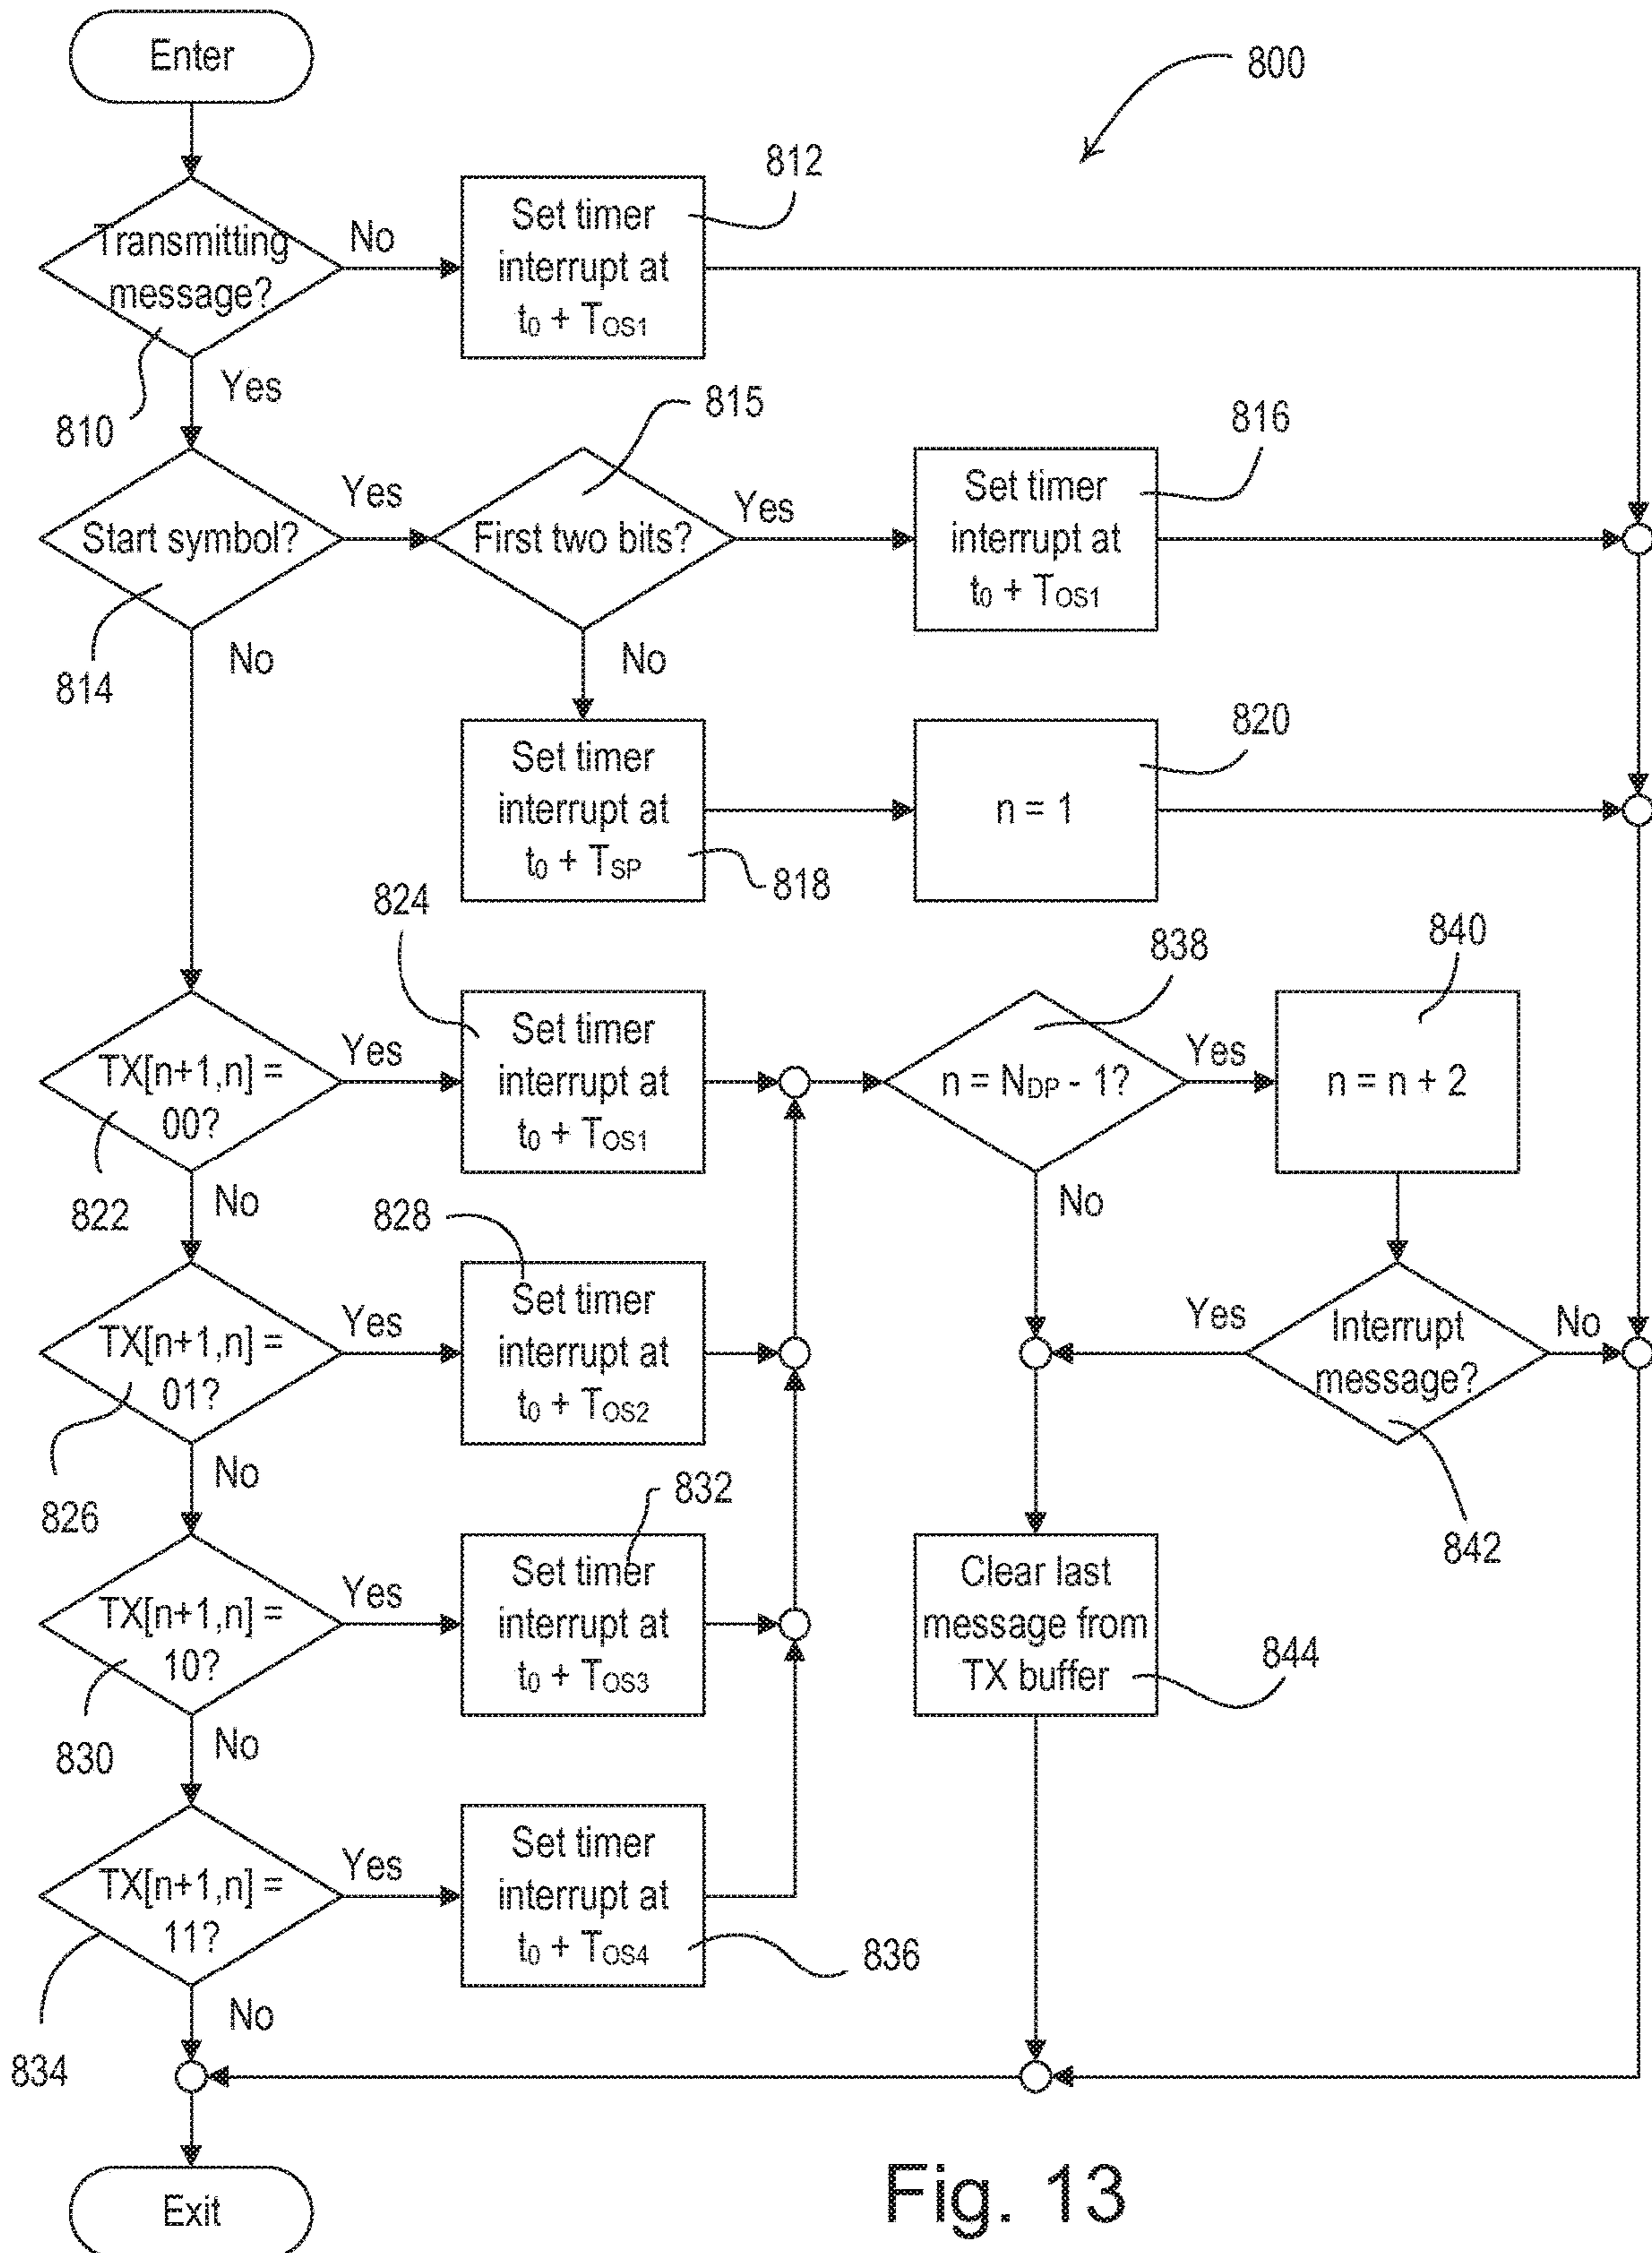 Enter
800
Transmitting
message?
810
No
Yes
Set timer
interrupt at
t₀ + TOS1
812
Start symbol?
814
Yes
No
First two bits?
815
Yes
No
Set timer
interrupt at
t₀ + TOS1
816
Set timer
interrupt at
t₀ + TSP
818
n = 1
820
TX[n+1,n] =
00?
822
Yes
No
Set timer
interrupt at
t₀ + TOS1
824
n = NDP - 1?
838
Yes
No
n = n + 2
840
TX[n+1,n] =
01?
826
Yes
No
Set timer
interrupt at
t₀ + TOS2
828
Interrupt
message?
842
Yes
No
TX[n+1,n] =
10?
830
Yes
No
Set timer
interrupt at
t₀ + TOS3
832
Clear last
message from
TX buffer
844
TX[n+1,n] =
11?
834
Yes
No
Set timer
interrupt at
t₀ + TOS4
836
Exit
Fig. 13